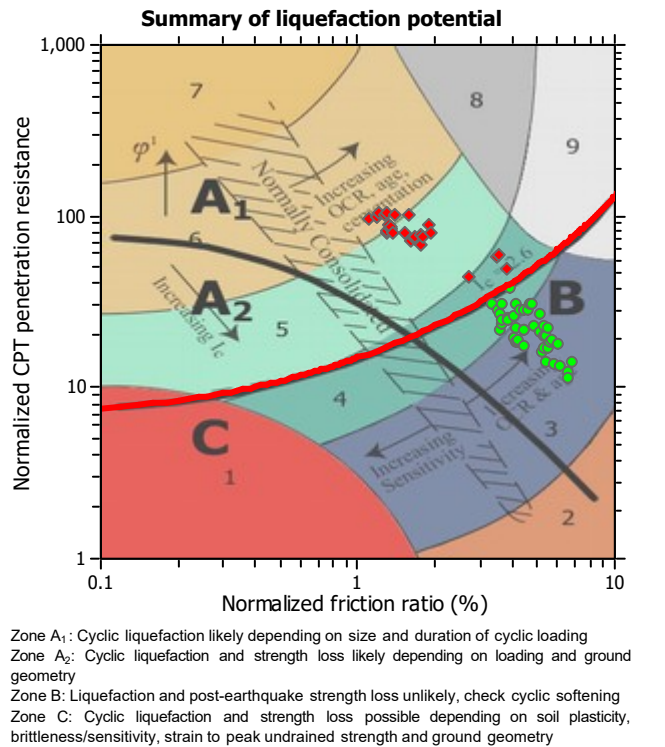 Summary of liquefaction potential
1,000
100
10
1
Normalized CPT penetration resistance
0.1
1
10
Normalized friction ratio (%)
7
8
9
φ'
A1
6
A2
5
4
B
C
1
3
2
Normally Consolidated
Increasing
OCR, age,
cementation
Increasing Ic
Increasing
Sensitivity
Increasing
OCR & age
Zone A1: Cyclic liquefaction likely depending on size and duration of cyclic loading
Zone A2: Cyclic liquefaction and strength loss likely depending on loading and ground
geometry
Zone B: Liquefaction and post-earthquake strength loss unlikely, check cyclic softening
Zone C: Cyclic liquefaction and strength loss possible depending on soil plasticity,
brittleness/sensitivity, strain to peak undrained strength and ground geometry